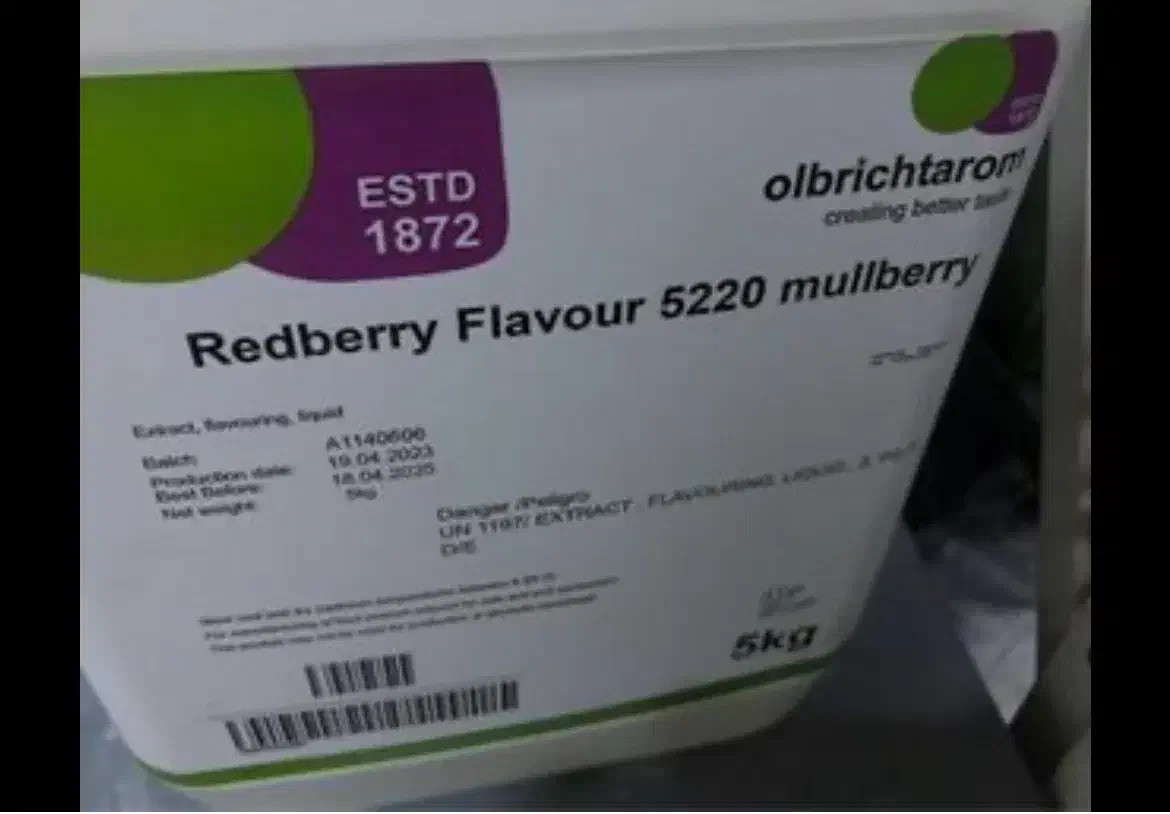 ESTD
1872
olbrichtarom
creating better taste
Redberry Flavour 5220 mullberry
Extract, flavouring, liquid
Batch: A1140606
Production date: 19.04.2023
Best Before: 18.04.2025
Net weight: 5kg
Danger /Peligro
UN 1197/ EXTRACT FLAVOURING LIQUID, 3,
D/E
5kg